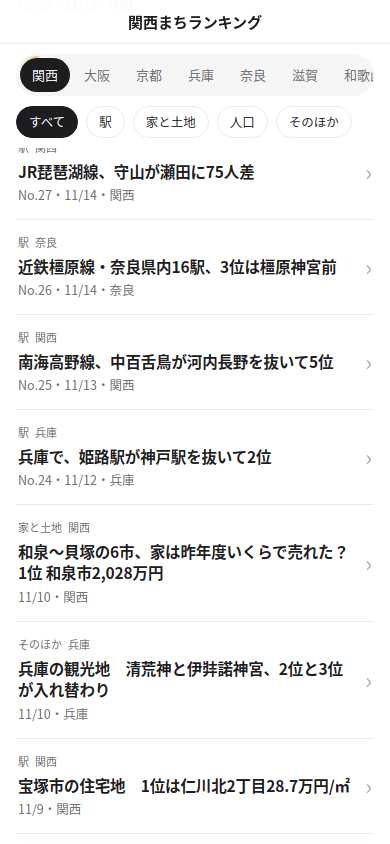 関西まちランキング
関西 大阪 京都 兵庫 奈良 滋賀
すべて 駅 家と土地 人口 そのほか
駅 関西
JR琵琶湖線、守山が瀬田に75人差
No.27・11/14・関西
駅 奈良
近鉄橿原線・奈良県内16駅、3位は橿原神宮前
No.26・11/14・奈良
駅 関西
南海高野線、中百舌鳥が河内長野を抜いて5位
No.25・11/13・関西
駅 兵庫
兵庫で、姫路駅が神戸駅を抜いて2位
No.24・11/12・兵庫
家と土地 関西
和泉〜貝塚の6市、家は昨年度いくらで売れた？
1位 和泉市2,028万円
11/10・関西
そのほか 兵庫
兵庫の観光地　清荒神と伊弉諾神宮、2位と3位
が入れ替わり
11/10・兵庫
駅 関西
宝塚市の住宅地　1位は仁川北2丁目28.7万円/㎡
11/9・関西